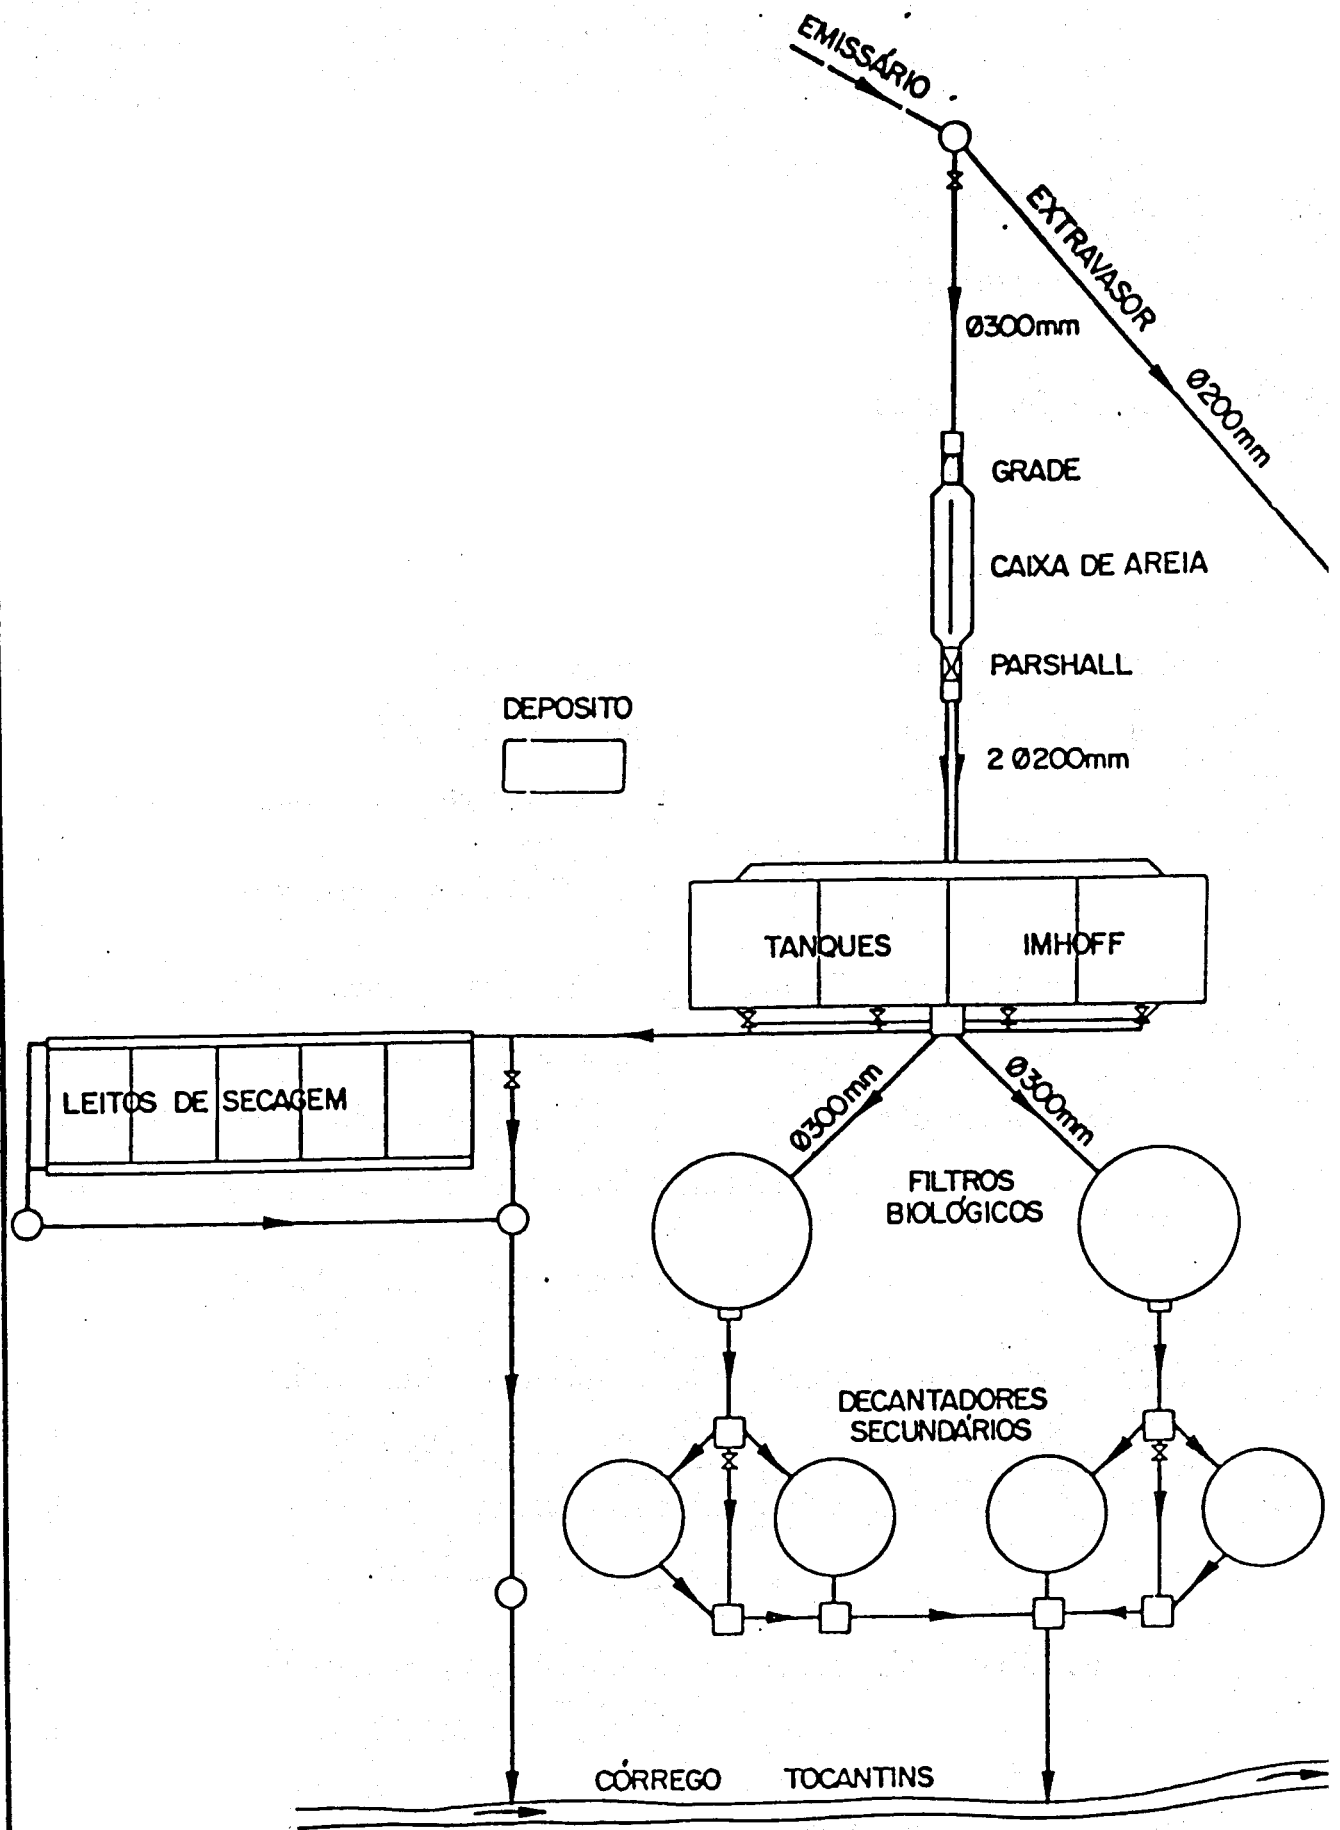 EMISSÁRIO
EXTRAVASOR
Ø300mm
Ø200mm
GRADE
CAIXA DE AREIA
PARSHALL
DEPOSITO
2 Ø200mm
TANQUES IMHOFF
LEITOS DE SECAGEM
Ø300mm
Ø300mm
FILTROS
BIOLÓGICOS
DECANTADORES
SECUNDÁRIOS
CÓRREGO TOCANTINS